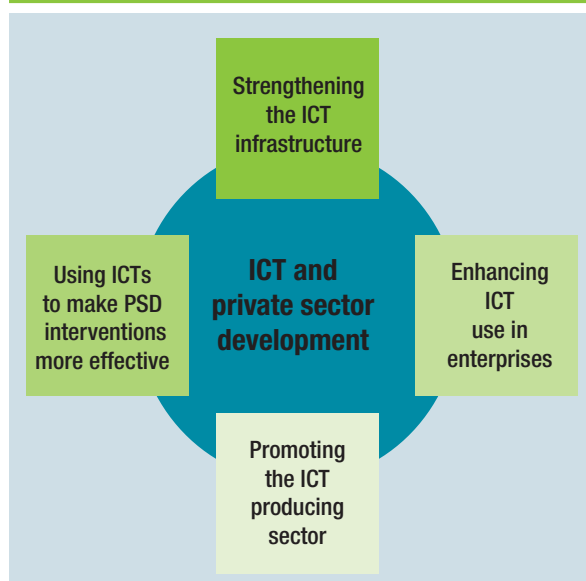 Strengthening
the ICT
infrastructure
Using ICTs
to make PSD
interventions
more effective
ICT and
private sector
development
Enhancing
ICT
use in
enterprises
Promoting
the ICT
producing
sector